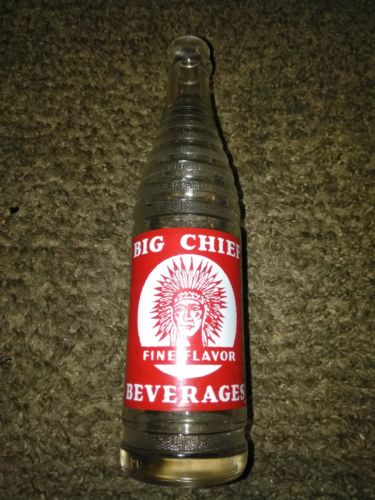 BIG CHIEF
FINE FLAVOR
BEVERAGES